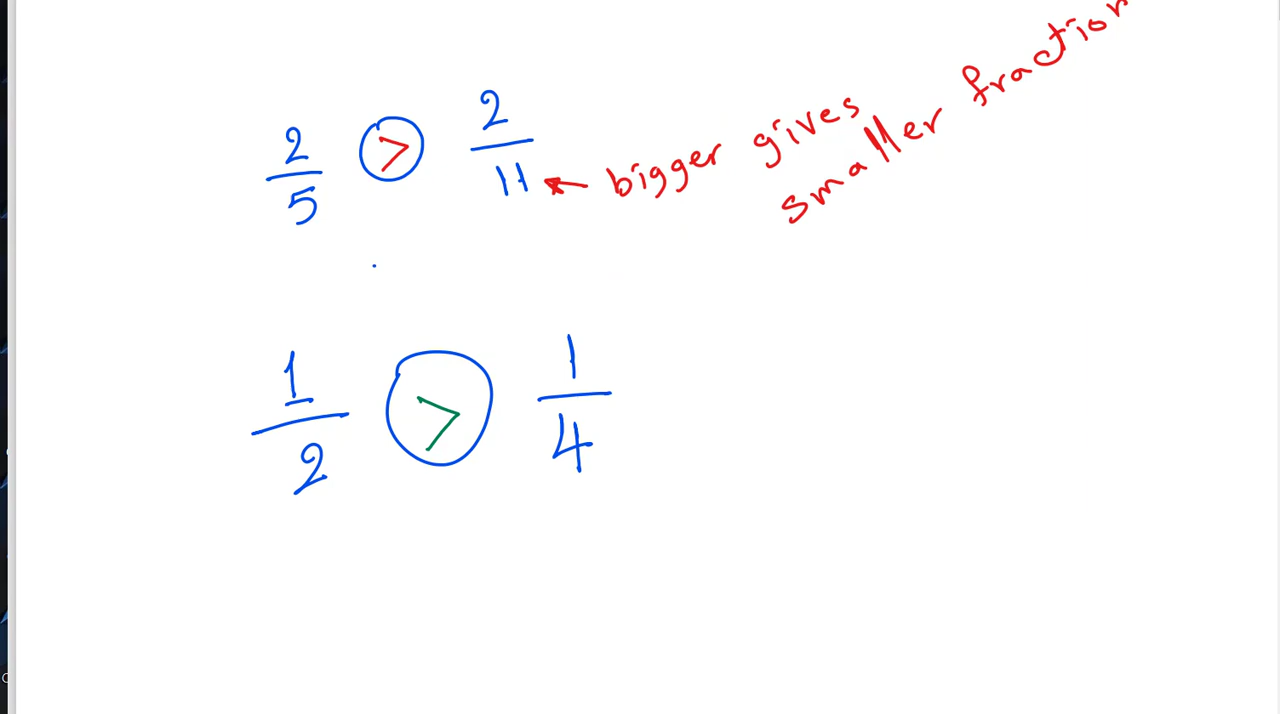 2/5 > 2/11 ← bigger gives smaller fraction
1/2 > 1/4